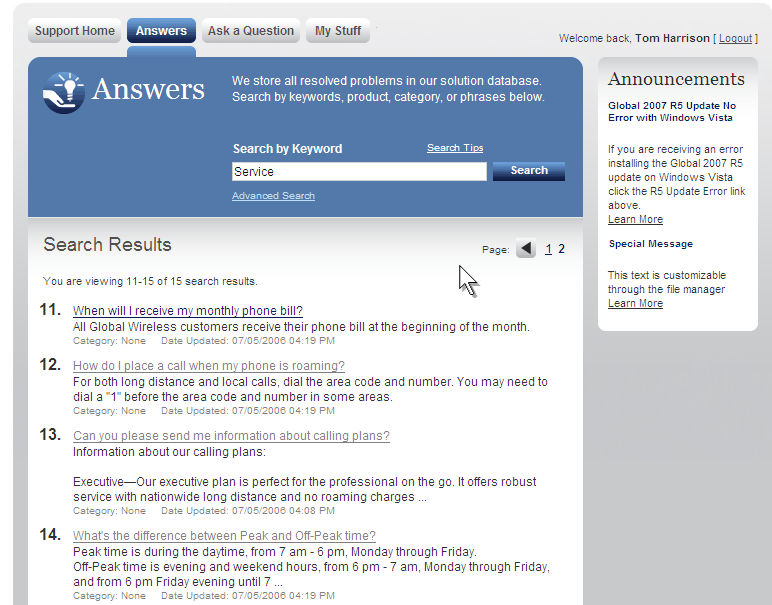 Support Home
Answers
Ask a Question
My Stuff
Welcome back, Tom Harrison [ Logout ]
Answers
We store all resolved problems in our solution database.
Search by keywords, product, category, or phrases below.
Search by Keyword
Search Tips
Service
Search
Advanced Search
Search Results
Page: 1 2
You are viewing 11-15 of 15 search results.
11. When will I receive my monthly phone bill?
All Global Wireless customers receive their phone bill at the beginning of the month.
Category: None Date Updated: 07/05/2006 04:19 PM
12. How do I place a call when my phone is roaming?
For both long distance and local calls, dial the area code and number. You may need to
dial a "1" before the area code and number in some areas.
Category: None Date Updated: 07/05/2006 04:19 PM
13. Can you please send me information about calling plans?
Information about our calling plans:
Executive—Our executive plan is perfect for the professional on the go. It offers robust
service with nationwide long distance and no roaming charges ...
Category: None Date Updated: 07/05/2006 04:08 PM
14. What's the difference between Peak and Off-Peak time?
Peak time is during the daytime, from 7 am - 6 pm, Monday through Friday.
Off-Peak time is evening and weekend hours, from 6 pm - 7 am, Monday through Friday,
and from 6 pm Friday evening until 7 ...
Category: None Date Updated: 07/05/2006 04:19 PM
Announcements
Global 2007 R5 Update No
Error with Windows Vista
If you are receiving an error
installing the Global 2007 R5
update on Windows Vista
click the R5 Update Error link
above.
Learn More
Special Message
This text is customizable
through the file manager
Learn More